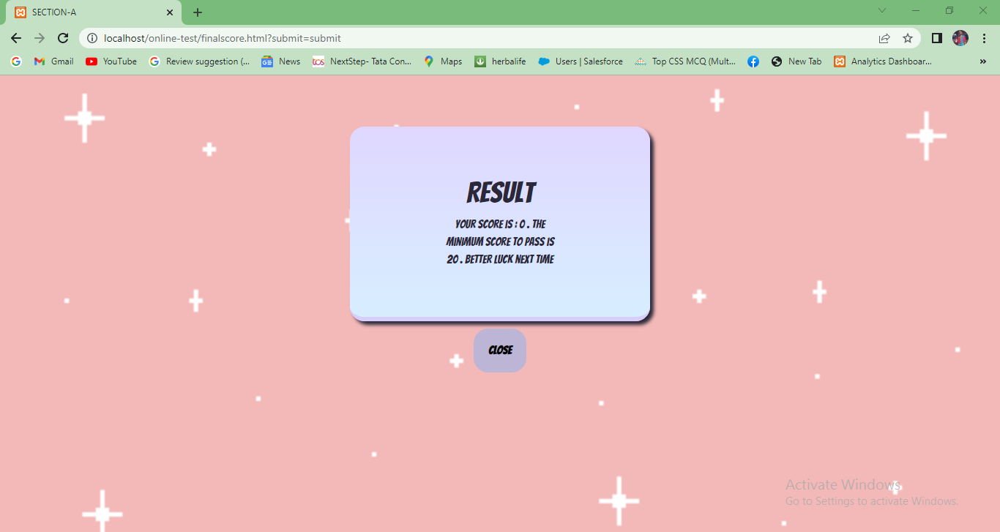 SECTION-A
localhost/online-test/finalscore.html?submit=submit
Gmail YouTube Review suggestion (... News NextStep- Tata Con... Maps herbalife Users | Salesforce Top CSS MCQ (Mult... New Tab Analytics Dashboar... »
RESULT
YOUR SCORE IS : 0 . THE
MINIMUM SCORE TO PASS IS
20 . BETTER LUCK NEXT TIME
CLOSE
Activate Windows
Go to Settings to activate Windows.